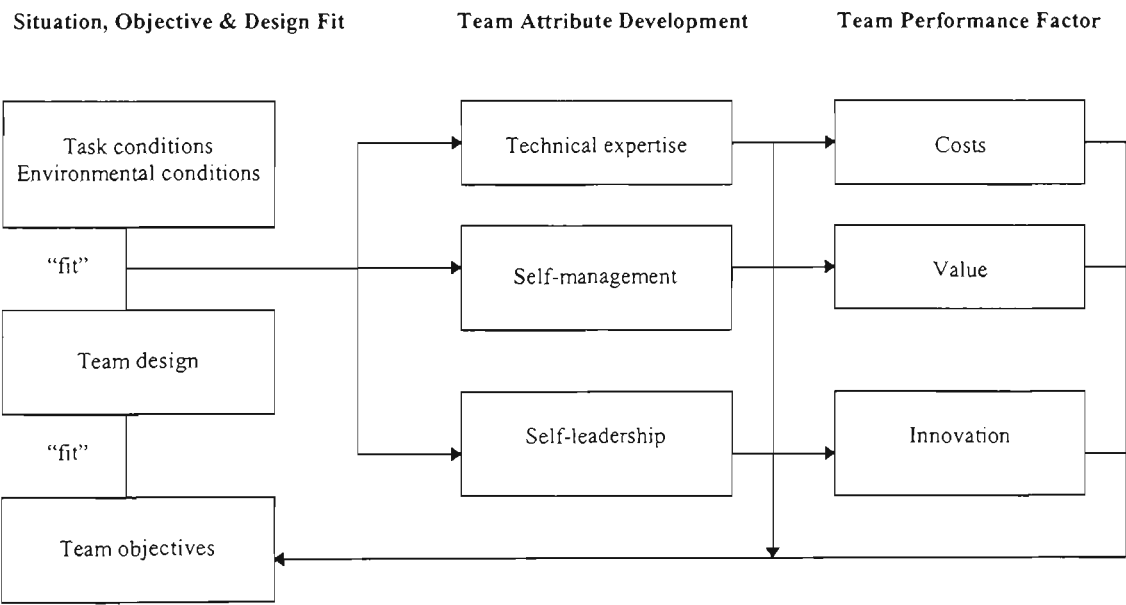 Situation, Objective & Design Fit
Team Attribute Development
Team Performance Factor
Task conditions
Environmental conditions
Technical expertise
Costs
“fit”
Self-management
Value
Team design
“fit”
Self-leadership
Innovation
Team objectives